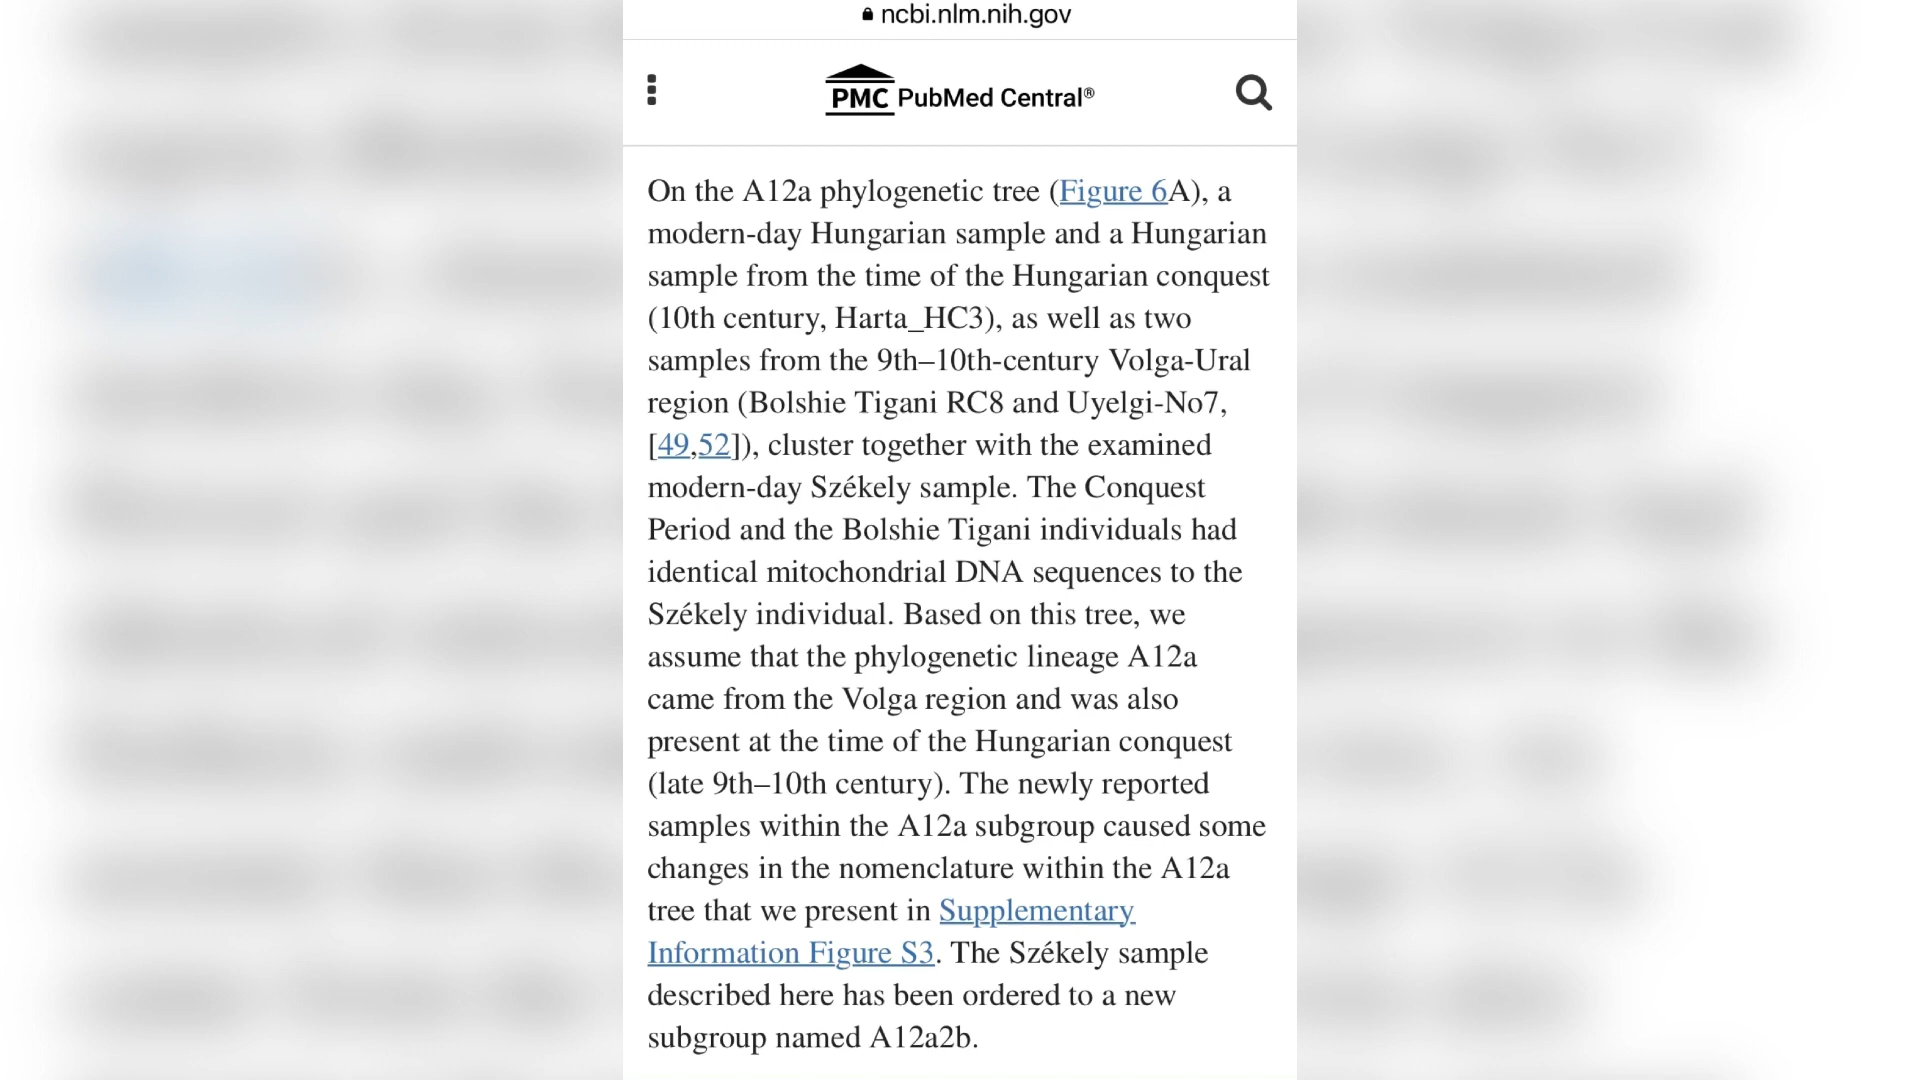 ncbi.nlm.nih.gov
PMC PubMed Central®
On the A12a phylogenetic tree (Figure 6A), a
modern-day Hungarian sample and a Hungarian
sample from the time of the Hungarian conquest
(10th century, Harta_HC3), as well as two
samples from the 9th–10th-century Volga-Ural
region (Bolshie Tigani RC8 and Uyelgi-No7,
[49,52]), cluster together with the examined
modern-day Székely sample. The Conquest
Period and the Bolshie Tigani individuals had
identical mitochondrial DNA sequences to the
Székely individual. Based on this tree, we
assume that the phylogenetic lineage A12a
came from the Volga region and was also
present at the time of the Hungarian conquest
(late 9th–10th century). The newly reported
samples within the A12a subgroup caused some
changes in the nomenclature within the A12a
tree that we present in Supplementary
Information Figure S3. The Székely sample
described here has been ordered to a new
subgroup named A12a2b.